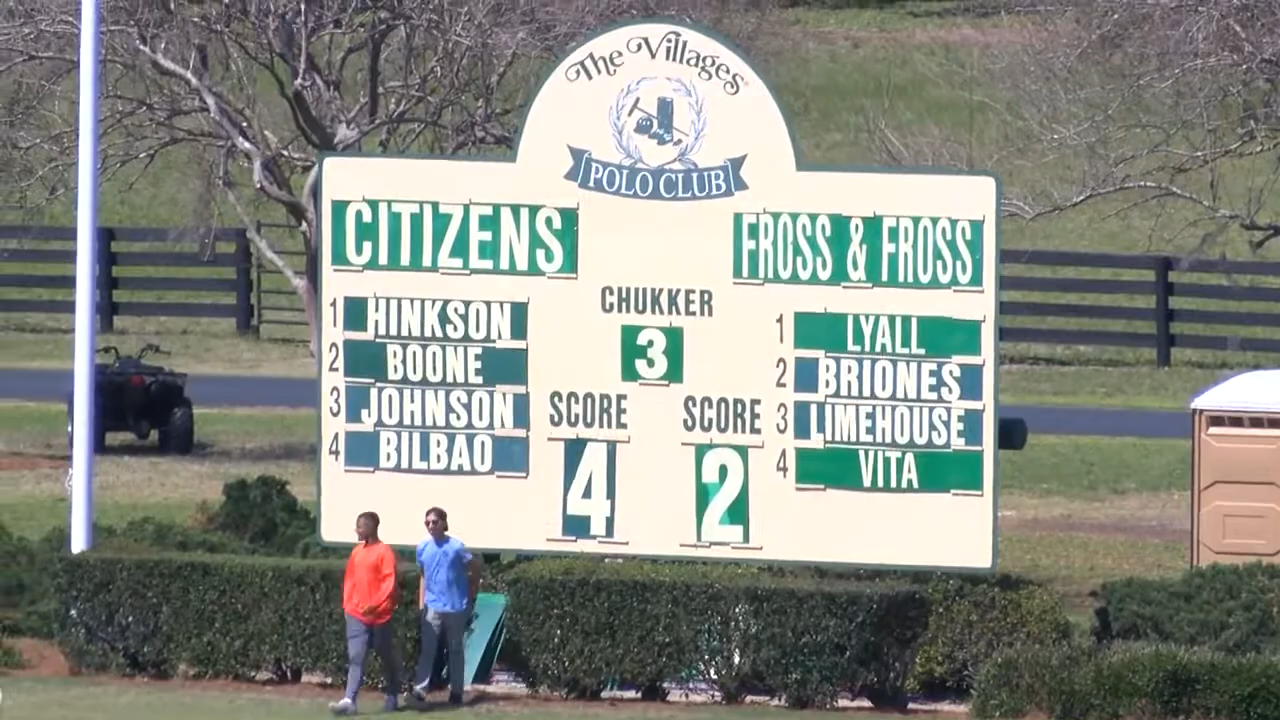 The Villages
POLO CLUB
CITIZENS
FROSS & FROSS
CHUKKER
3
1 HINKSON
2 BOONE
3 JOHNSON
4 BILBAO
SCORE
4
SCORE
2
1 LYALL
2 BRIONES
3 LIMEHOUSE
4 VITA